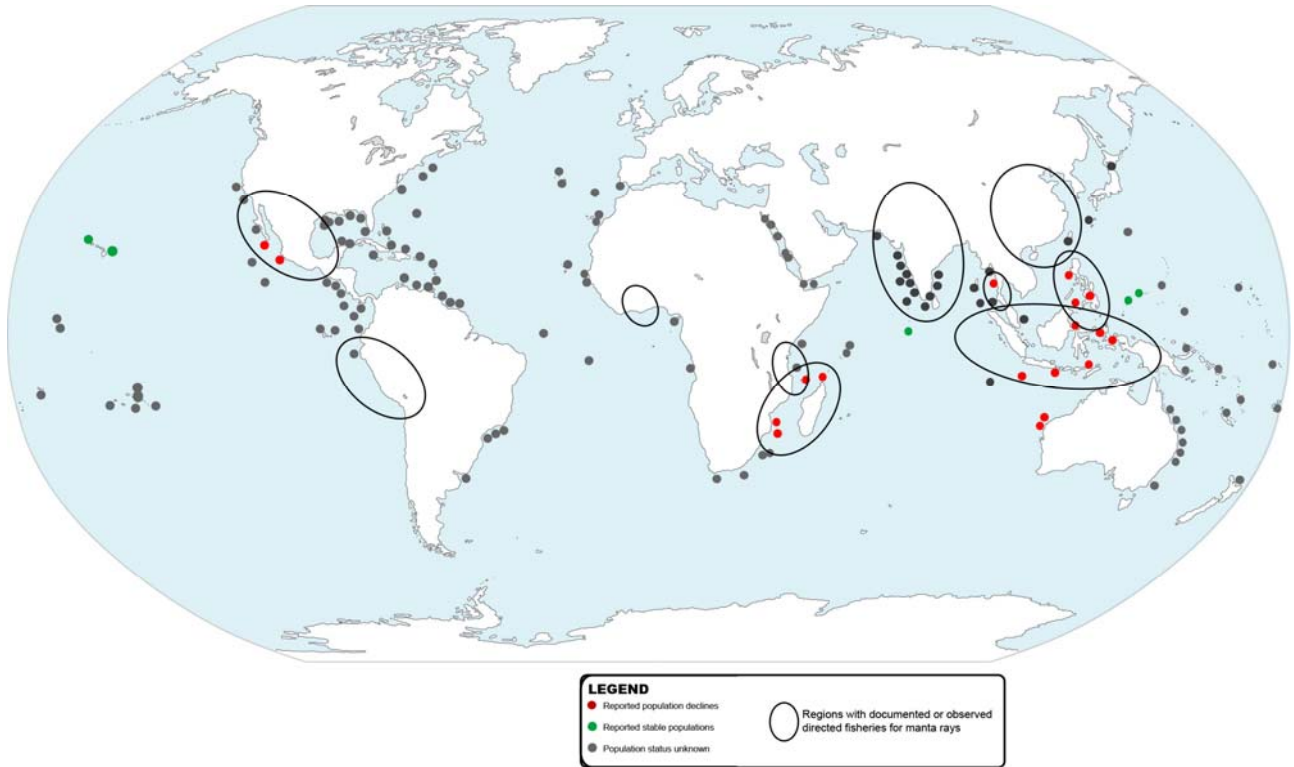 LEGEND
Reported population declines
Reported stable populations
Population status unknown
Regions with documented or observed
directed fisheries for manta rays